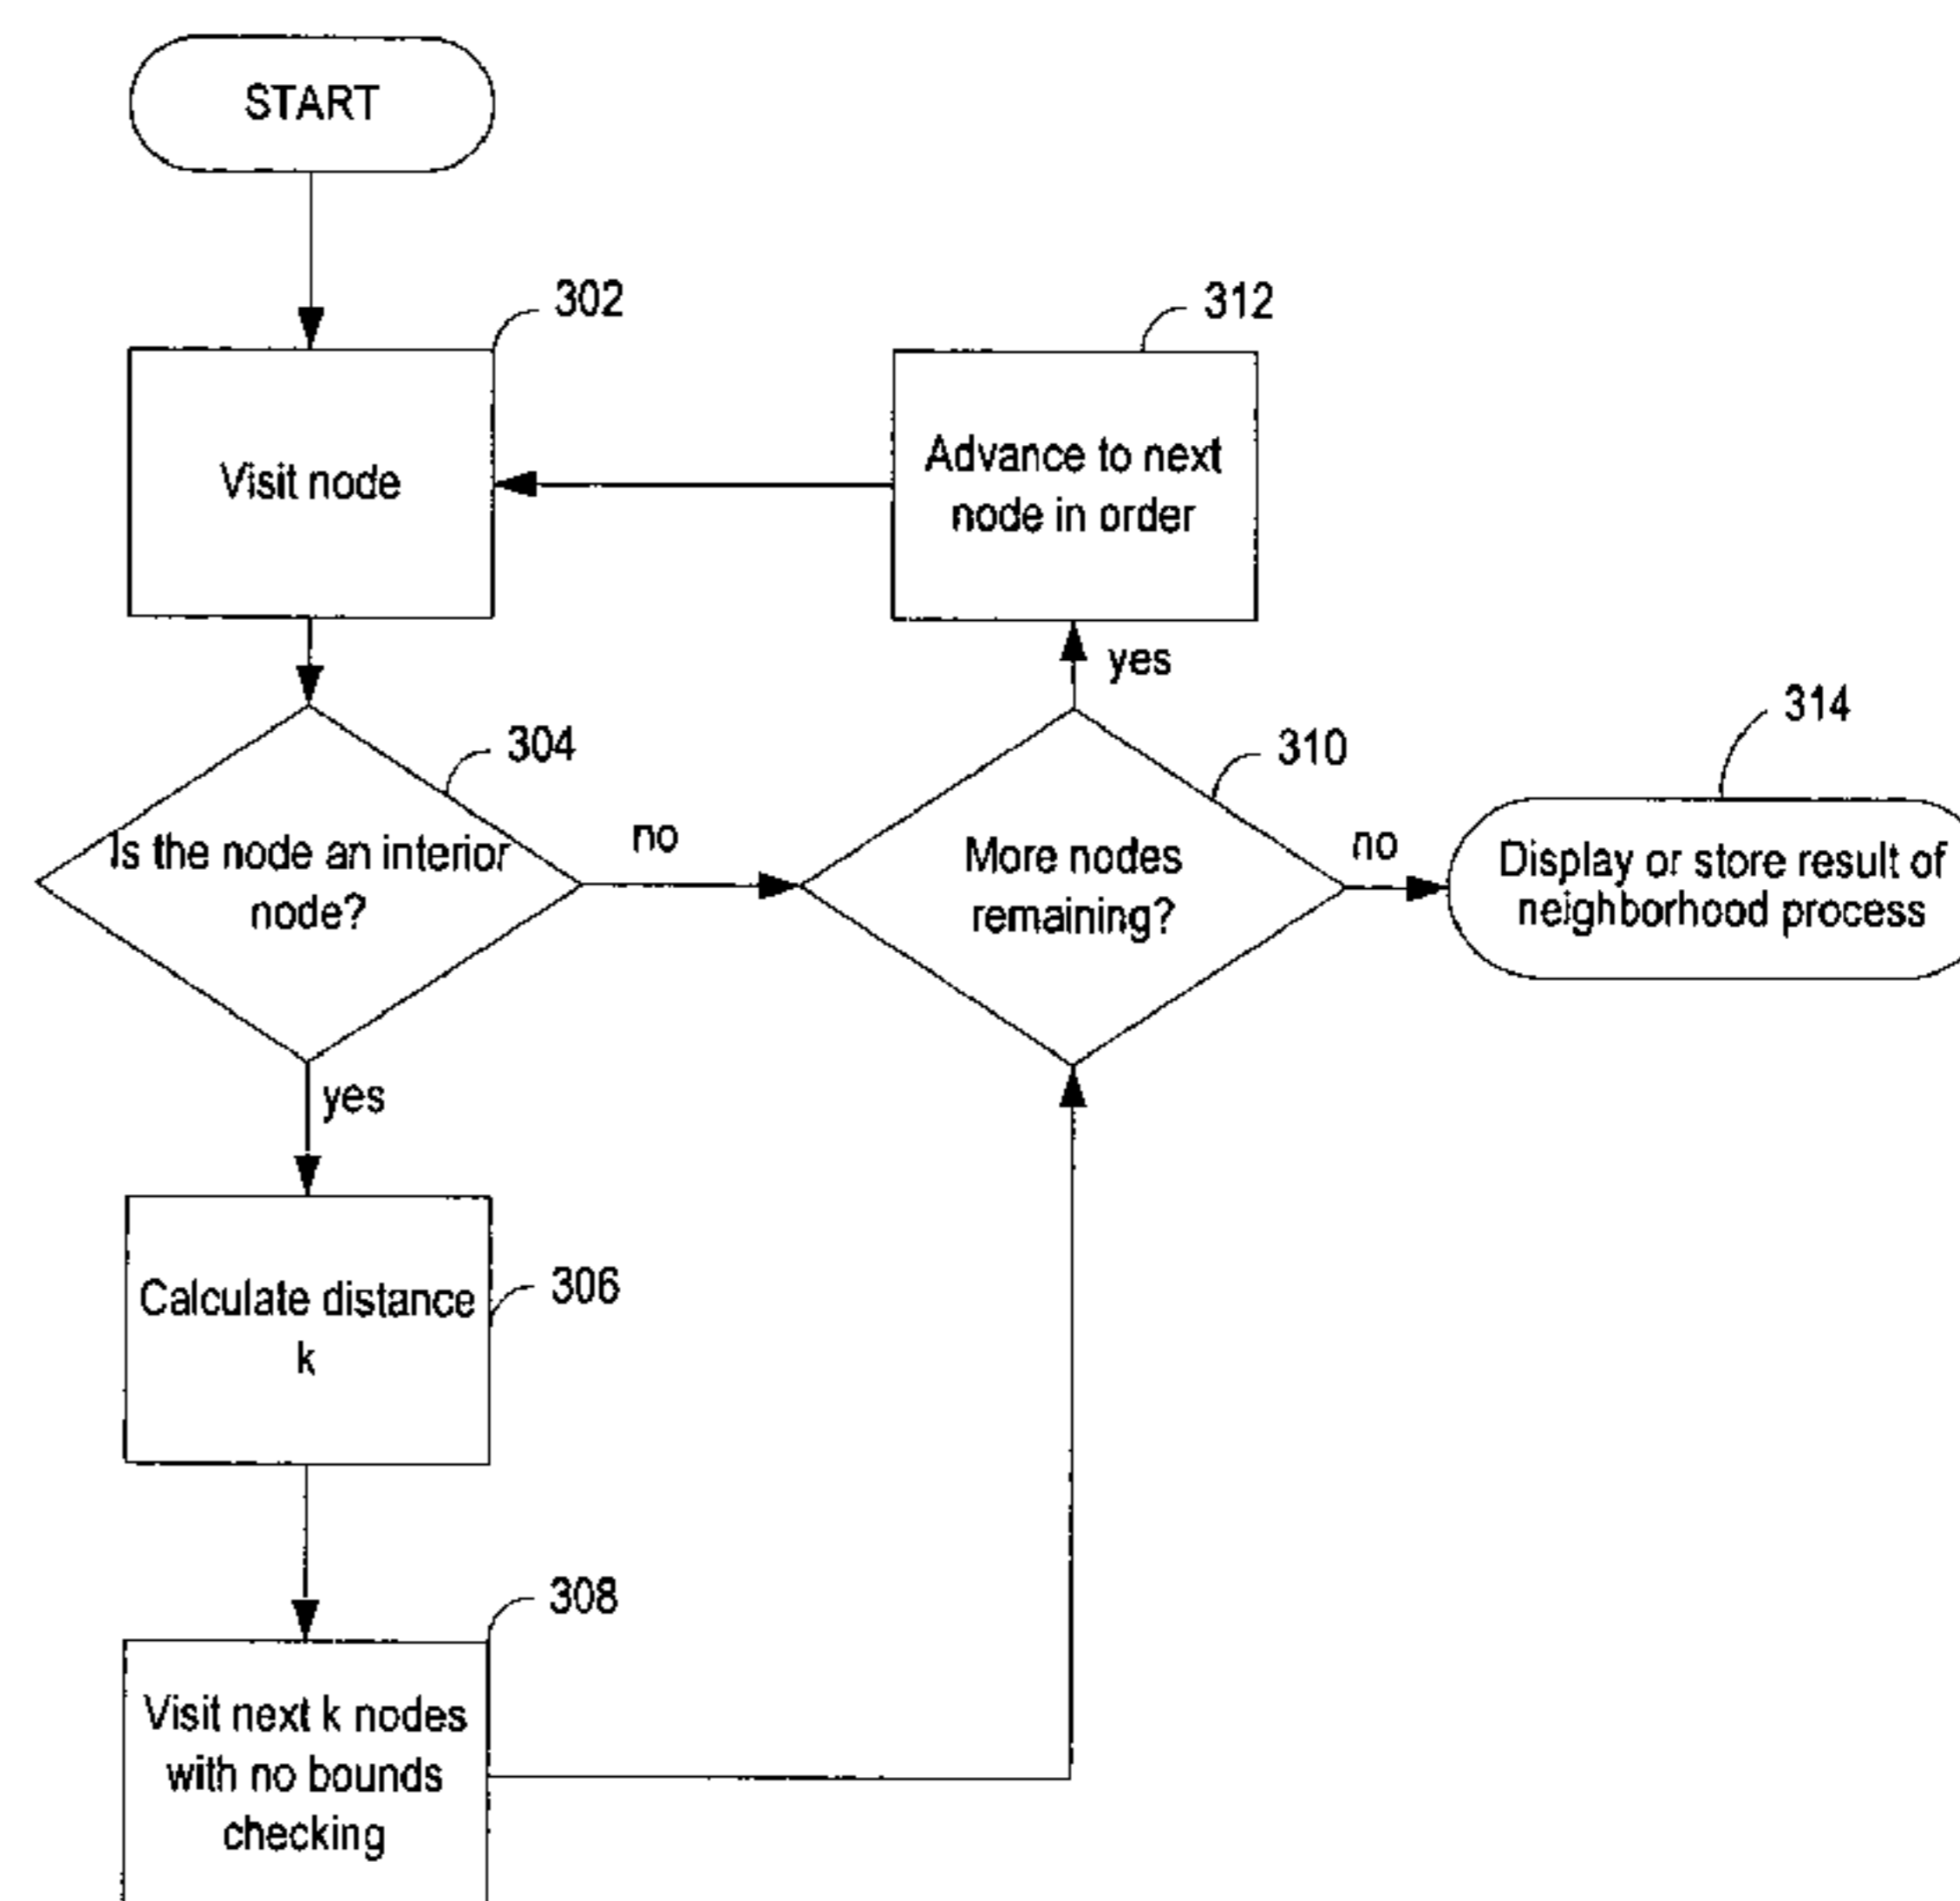 START
302
Visit node
312
Advance to next
node in order
yes
304
Is the node an interior
node?
no
310
More nodes
remaining?
no
314
Display or store result of
neighborhood process
yes
306
Calculate distance
k
308
Visit next k nodes
with no bounds
checking